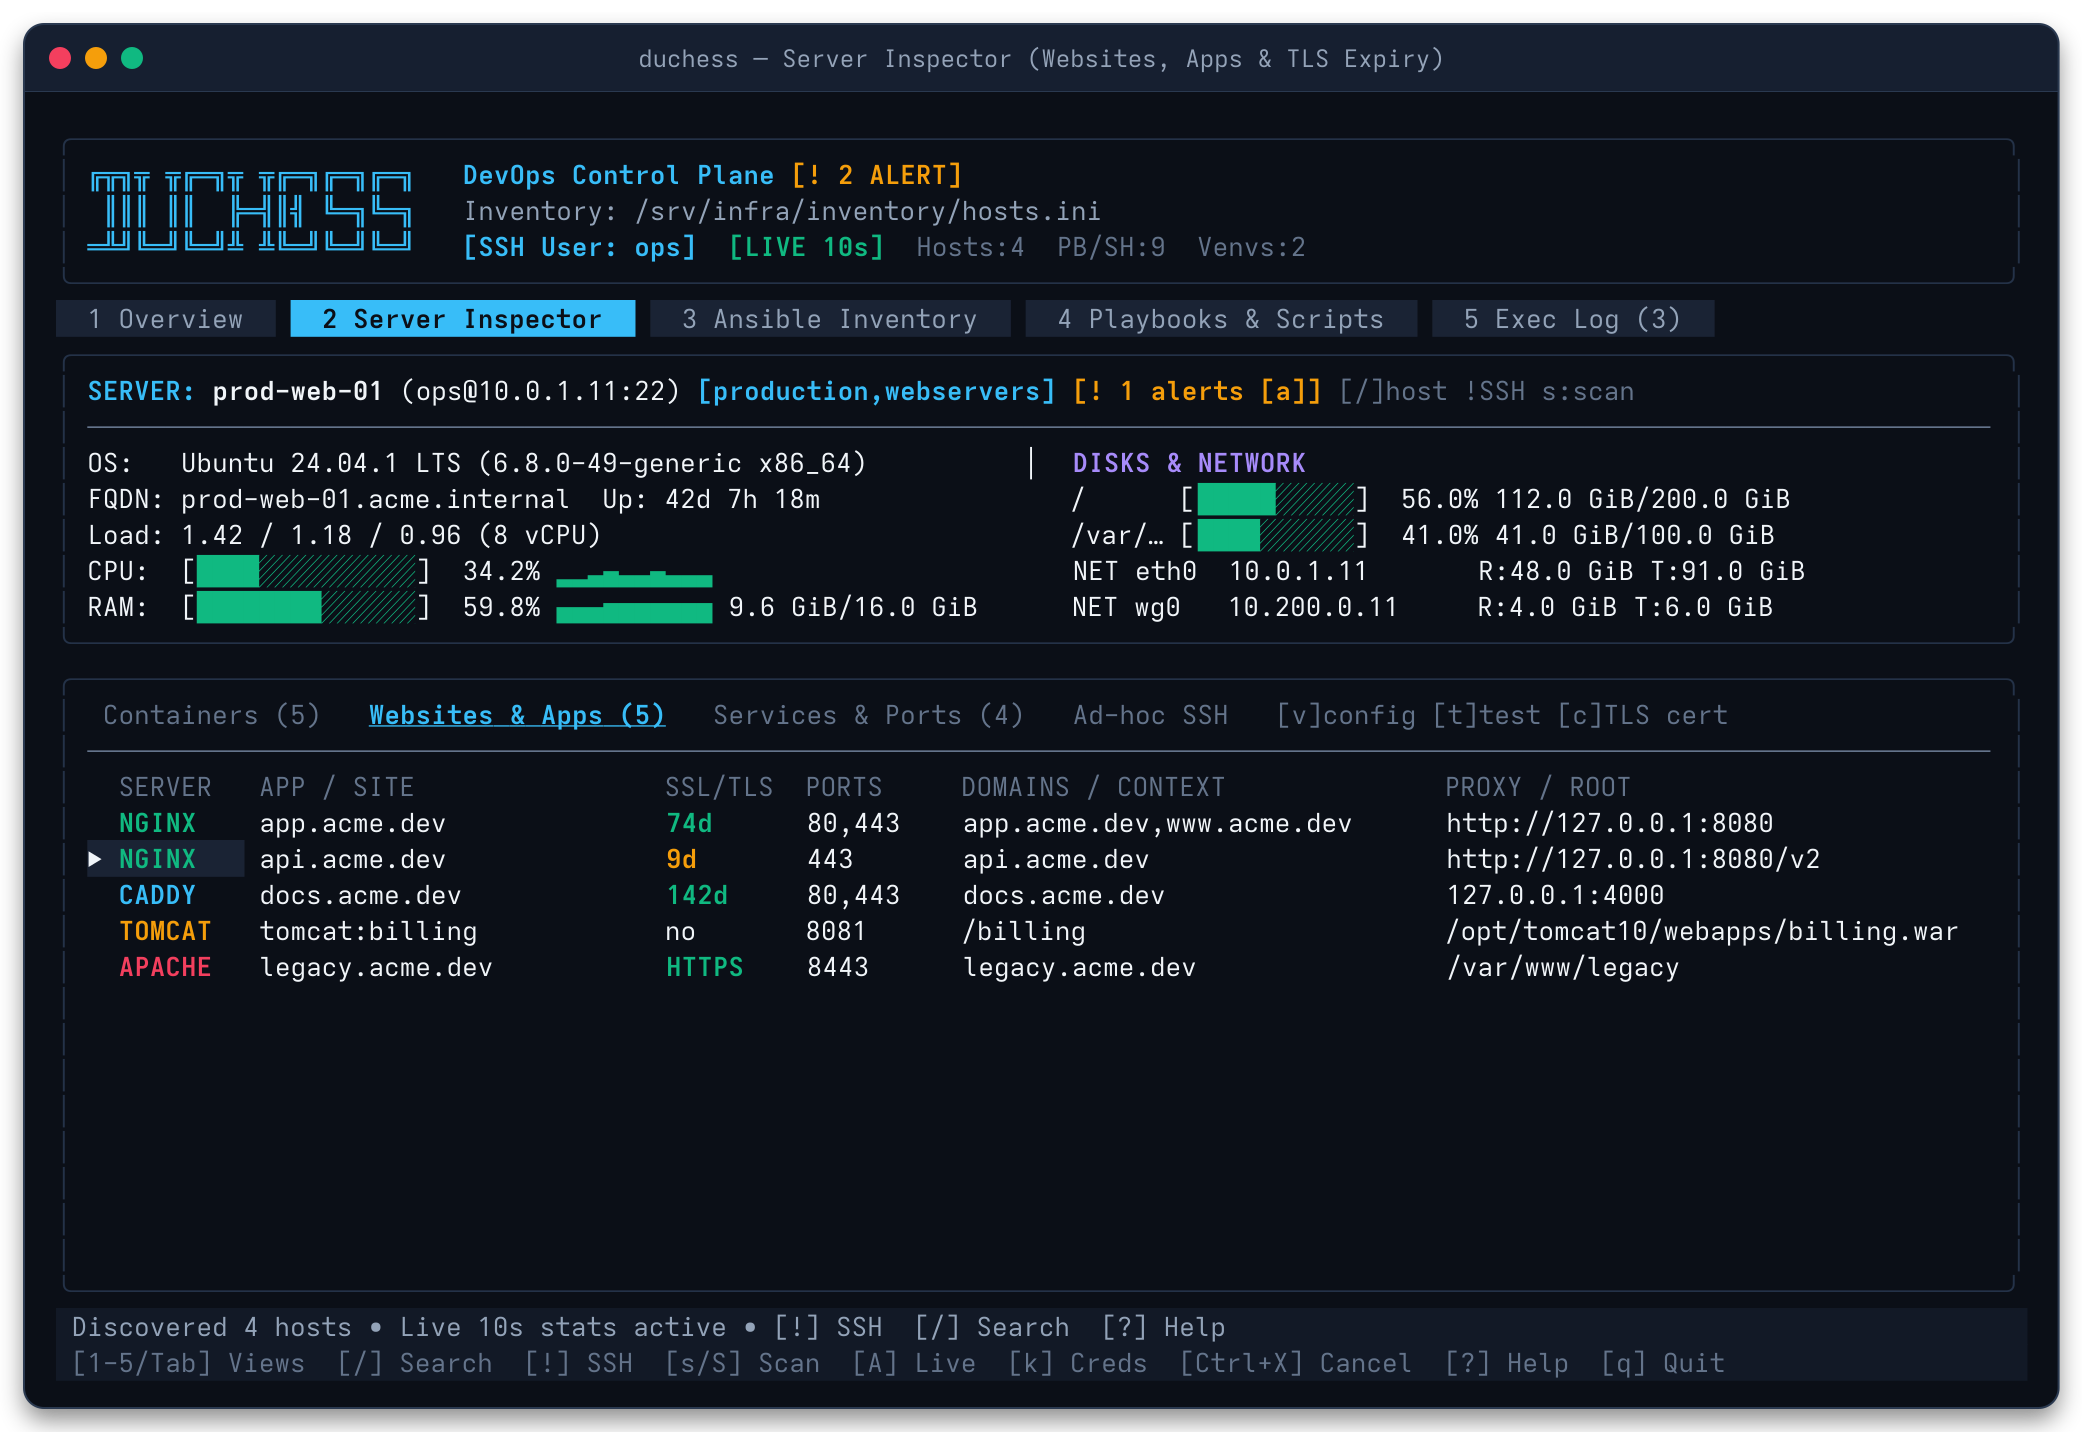 duchess — Server Inspector (Websites, Apps & TLS Expiry)
DevOps Control Plane [! 2 ALERT]
Inventory: /srv/infra/inventory/hosts.ini
[SSH User: ops] [LIVE 10s] Hosts:4 PB/SH:9 Venvs:2
1 Overview 2 Server Inspector 3 Ansible Inventory 4 Playbooks & Scripts 5 Exec Log (3)
SERVER: prod-web-01 (ops@10.0.1.11:22) [production,webservers] [! 1 alerts [a]] [/]host !SSH s:scan
OS: Ubuntu 24.04.1 LTS (6.8.0-49-generic x86_64) │ DISKS & NETWORK
FQDN: prod-web-01.acme.internal Up: 42d 7h 18m / [ ] 56.0% 112.0 GiB/200.0 GiB
Load: 1.42 / 1.18 / 0.96 (8 vCPU) /var/… [ ] 41.0% 41.0 GiB/100.0 GiB
CPU: [ ] 34.2% NET eth0 10.0.1.11 R:48.0 GiB T:91.0 GiB
RAM: [ ] 59.8% 9.6 GiB/16.0 GiB NET wg0 10.200.0.11 R:4.0 GiB T:6.0 GiB
Containers (5) Websites & Apps (5) Services & Ports (4) Ad-hoc SSH [v]config [t]test [c]TLS cert
SERVER APP / SITE SSL/TLS PORTS DOMAINS / CONTEXT PROXY / ROOT
NGINX app.acme.dev 74d 80,443 app.acme.dev,www.acme.dev http://127.0.0.1:8080
▶ NGINX api.acme.dev 9d 443 api.acme.dev http://127.0.0.1:8080/v2
CADDY docs.acme.dev 142d 80,443 docs.acme.dev 127.0.0.1:4000
TOMCAT tomcat:billing no 8081 /billing /opt/tomcat10/webapps/billing.war
APACHE legacy.acme.dev HTTPS 8443 legacy.acme.dev /var/www/legacy
Discovered 4 hosts • Live 10s stats active • [!] SSH [/] Search [?] Help
[1-5/Tab] Views [/] Search [!] SSH [s/S] Scan [A] Live [k] Creds [Ctrl+X] Cancel [?] Help [q] Quit